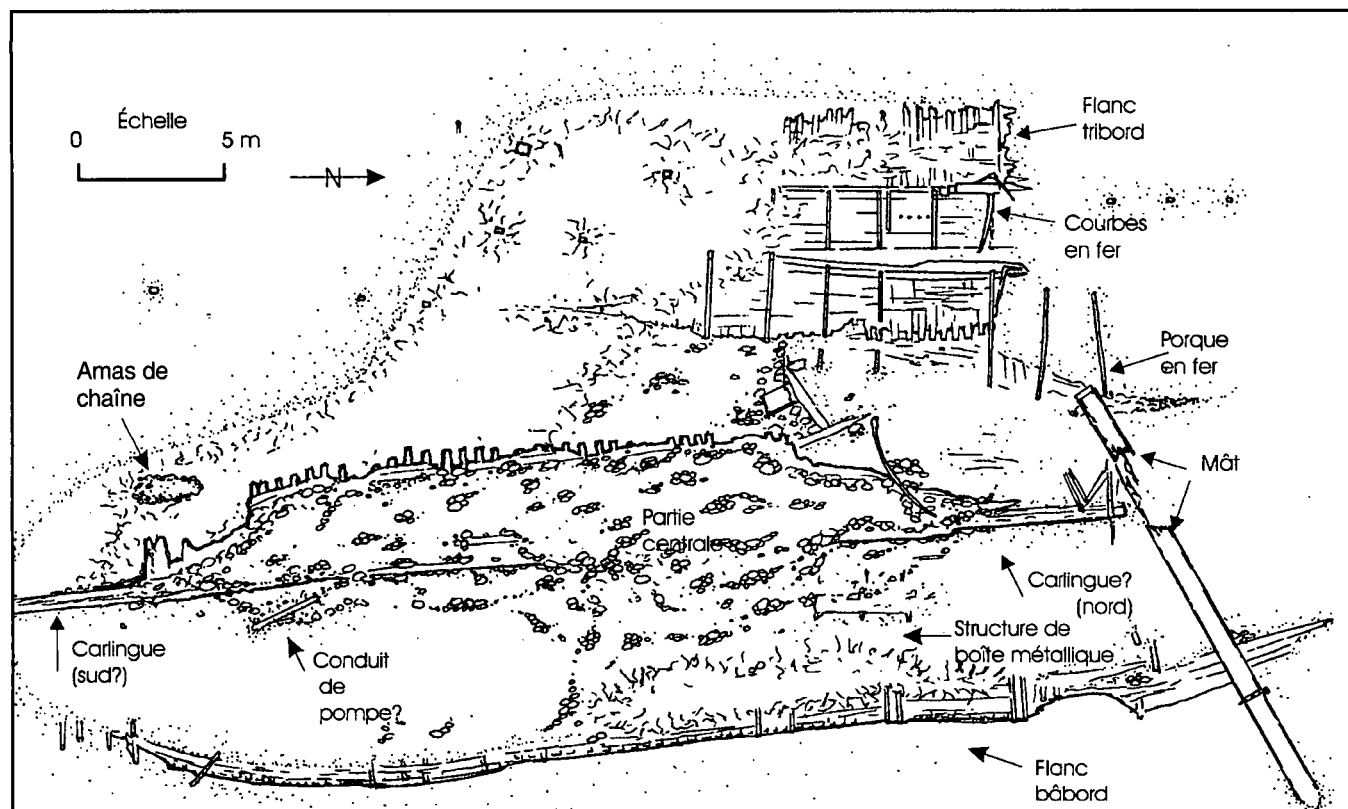 Échelle
0 5 m
N
Flanc
tribord
Courbes
en fer
Porque
en fer
Amas de
chaîne
Mât
Partie
centrale
Carlingue?
(nord)
Carlingue
(sud?)
Conduit
de
pompe?
Structure de
boîte métallique
Flanc
bâbord